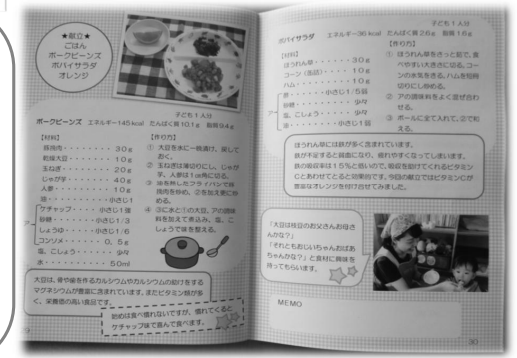 ★献立★
ごはん
ポークビーンズ
ポパイサラダ
オレンジ
子ども1人分
ポークビーンズ エネルギー145kcal たんぱく質10.1g 脂質9.4g
【材料】
豚挽肉・・・・・・・30g
乾燥大豆・・・・・・10g
玉ねぎ・・・・・・・20g
じゃが芋・・・・・・40g
人参・・・・・・・・10g
油・・・・・・・小さじ1
ア
ケチャップ・・小さじ1強
砂糖・・・・・小さじ1/3
しょうゆ・・・小さじ1/6
コンソメ・・・・0.5g
塩、こしょう・・・少々
水・・・・・・・50ml
【作り方】
① 大豆を水に一晩漬け、戻して
おく。
② 玉ねぎは薄切りにし、じゃが
芋、人参は1㎝角に切る。
③ 油を熱したフライパンで豚
挽肉を炒め、②を加え更に炒
める。
④ ③に水と①の大豆、アの調味
料を加えて煮込み、塩、こ
しょうで味を整える。
大豆は、骨や歯を作るカルシウムやカルシウムの助けをする
マグネシウムが豊富に含まれています。またビタミン類が多
く、栄養価の高い食品です。
始めは食べ慣れないですが、慣れてくると
ケチャップ味で喜んで食べます。
29
子ども1人分
ポパイサラダ エネルギー36kcal たんぱく質2.6g 脂質1.6g
【材料】
ほうれん草・・・・・30g
コーン(缶詰)・・・10g
ハム・・・・・・・・10g
ア
酢・・・・・小さじ1/5弱
砂糖・・・・・・・少々
塩、こしょう・・・少々
油・・・・・・・小さじ1
【作り方】
① ほうれん草をさっと茹で、食
べやすい大きさに切る。コー
ンの水気をきる。ハムを短冊
切りにし炒める。
② アの調味料をよく混ぜ合わ
せる。
③ ボールに全て入れて、②で和
える。
ほうれん草には鉄が多く含まれています。
鉄が不足すると貧血になり、疲れやすくなってしまいます。
鉄の吸収率は15%と低いので、吸収を助けてくれるビタミン
Cとあわせてとると効果的です。今回の献立ではビタミンCが
豊富なオレンジを付け合せてみました。
「大豆は枝豆のお父さんお母さ
んかな?」
「それともおじいちゃんおばあ
ちゃんかな?」と食材に興味を
持ってもらいます。
MEMO
30